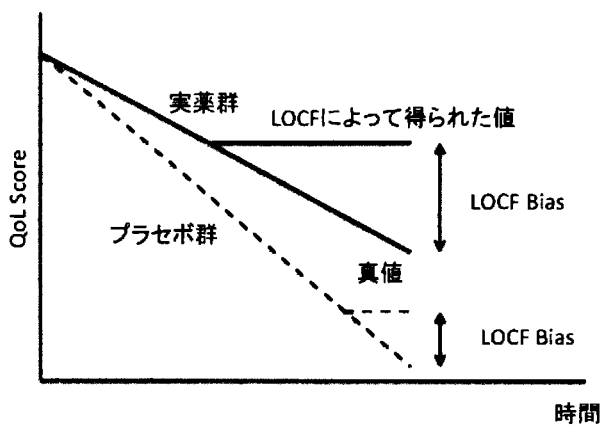 実薬群
LOCFによって得られた値
LOCF Bias
QoL Score
プラセボ群
真値
LOCF Bias
時間